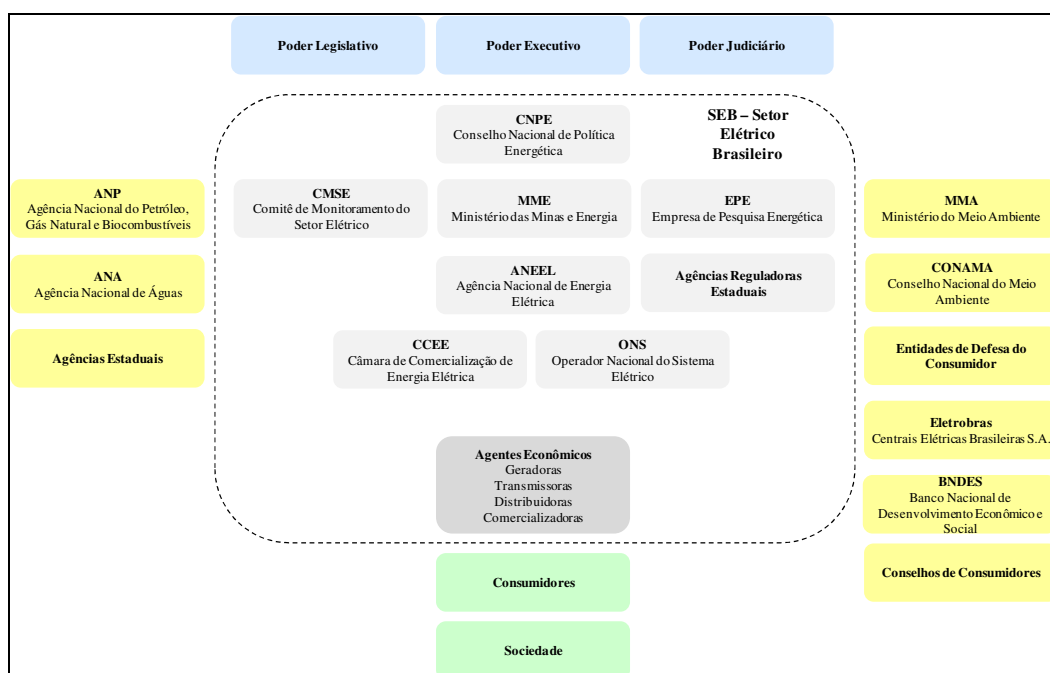 Poder Legislativo
Poder Executivo
Poder Judiciário
CNPE
Conselho Nacional de Política
Energética
SEB – Setor
Elétrico
Brasileiro
ANP
Agência Nacional do Petróleo,
Gás Natural e Biocombustíveis
CMSE
Comitê de Monitoramento do
Setor Elétrico
MME
Ministério das Minas e Energia
EPE
Empresa de Pesquisa Energética
MMA
Ministério do Meio Ambiente
ANA
Agência Nacional de Águas
ANEEL
Agência Nacional de Energia
Elétrica
Agências Reguladoras
Estaduais
CONAMA
Conselho Nacional do Meio
Ambiente
Agências Estaduais
CCEE
Câmara de Comercialização de
Energia Elétrica
ONS
Operador Nacional do Sistema
Elétrico
Entidades de Defesa do
Consumidor
Eletrobras
Centrais Elétricas Brasileiras S.A.
Agentes Econômicos
Geradoras
Transmissoras
Distribuidoras
Comercializadoras
BNDES
Banco Nacional de
Desenvolvimento Econômico e
Social
Conselhos de Consumidores
Consumidores
Sociedade